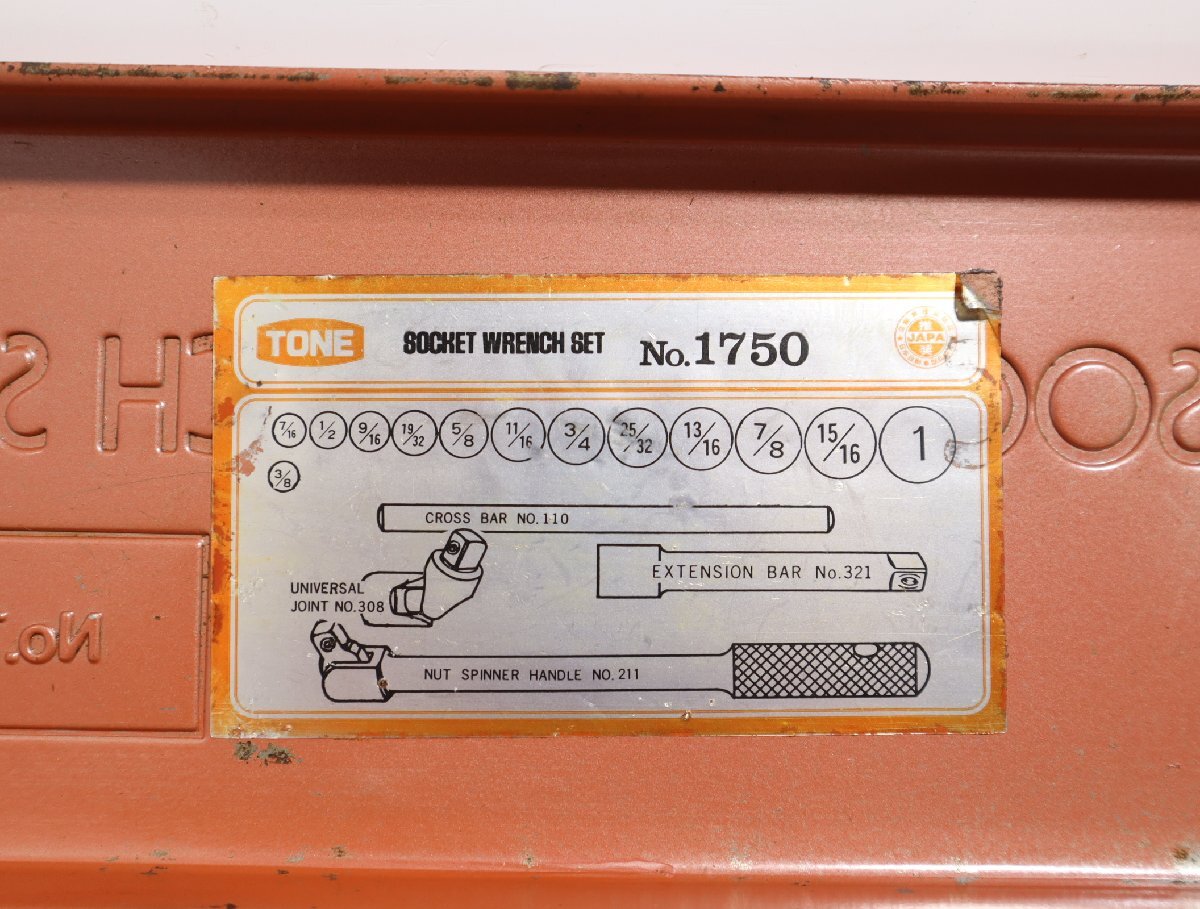 TONE SOCKET WRENCH SET No.1750
JAPA
7/16 1/2 9/16 19/32 5/8 11/16 3/4 25/32 13/16 7/8 15/16 1
3/8
CROSS BAR NO.110
UNIVERSAL
JOINT NO.308
EXTENSION BAR No.321
NUT SPINNER HANDLE NO.211
No.